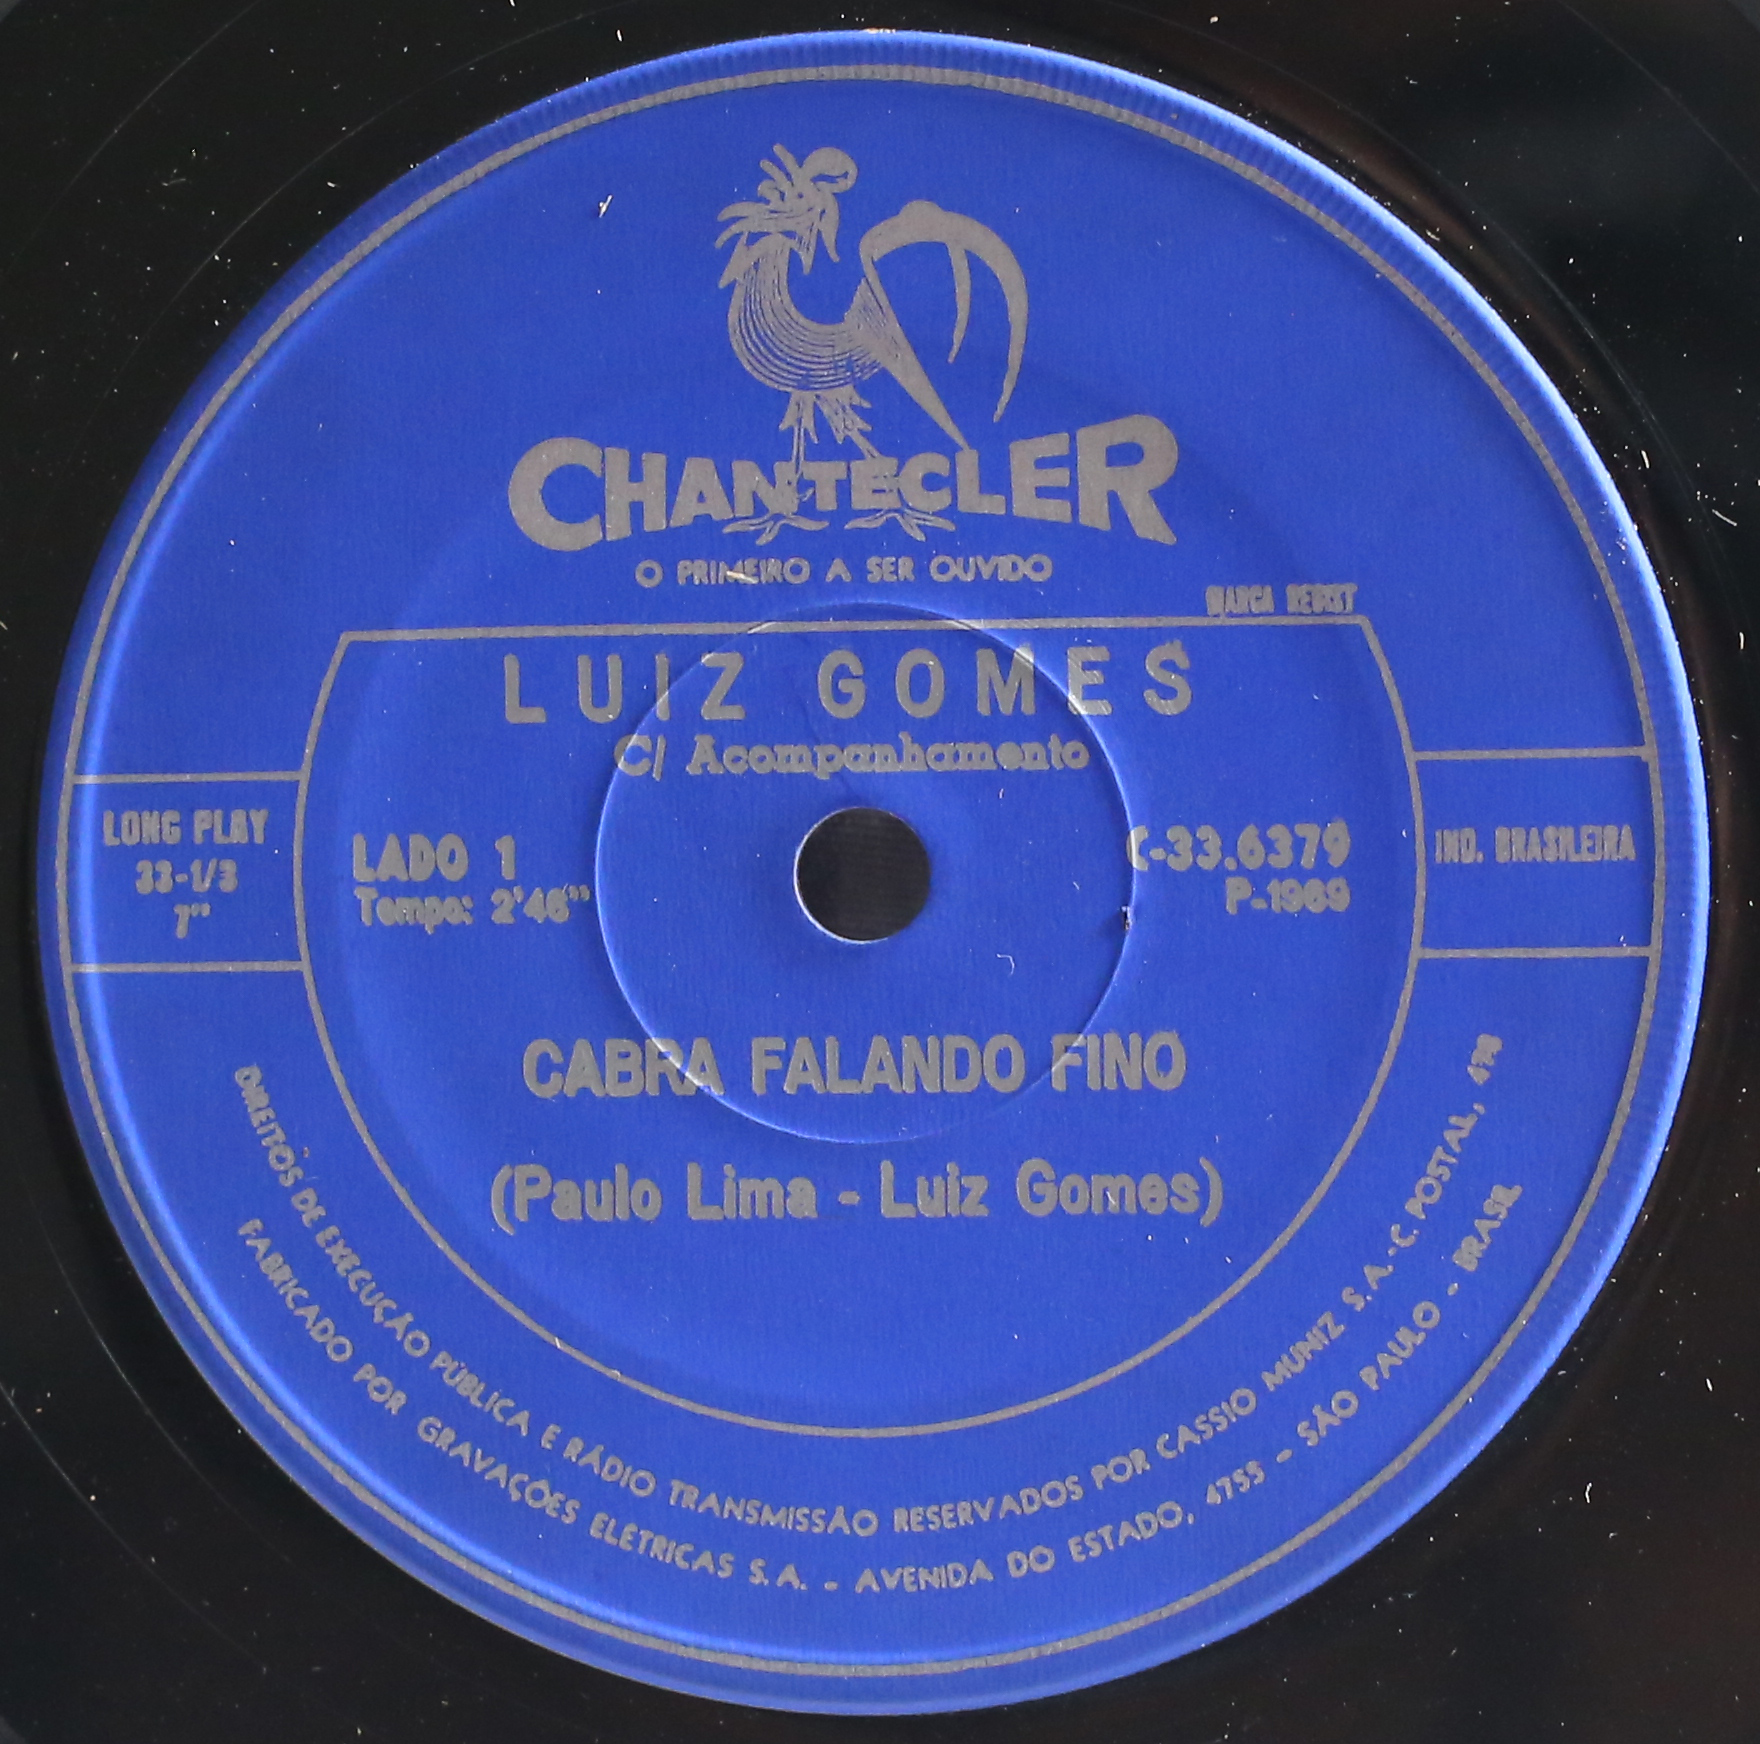 CHANTECLER
O PRIMEIRO A SER OUVIDO
MARCA REGIST
LUIZ GOMES
C/ Acompanhamento
LONG PLAY
33-1/3
7"
LADO 1
Tempo: 2'46"
C-33.6379
P-1969
IND. BRASILEIRA
CABRA FALANDO FINO
(Paulo Lima - Luiz Gomes)
DIREITOS DE EXECUÇÃO PÚBLICA E RÁDIO TRANSMISSÃO RESERVADOS POR CASSIO MUNIZ S.A.-C. POSTAL, 478
FABRICADO POR GRAVAÇÕES ELETRICAS S.A. - AVENIDA DO ESTADO, 4755 - SÃO PAULO - BRASIL